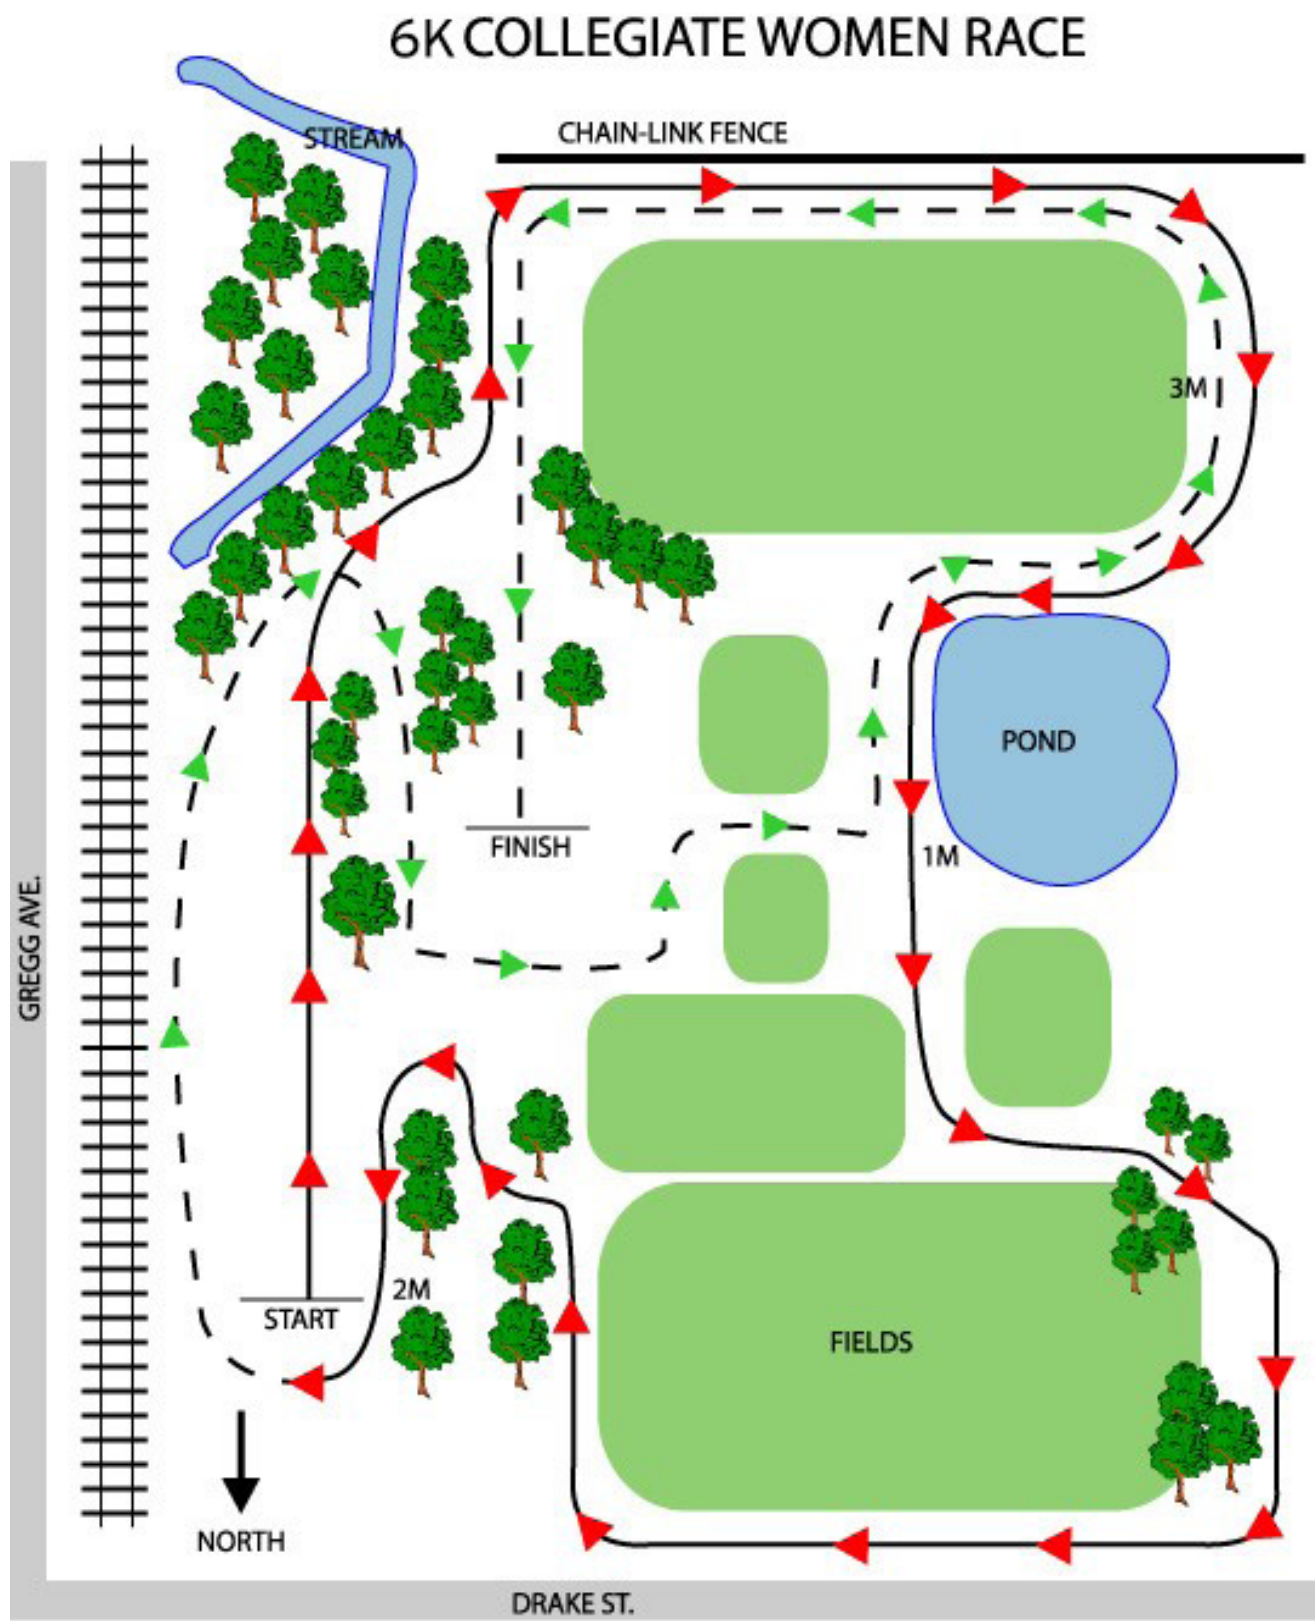 6K COLLEGIATE WOMEN RACE
STREAM
CHAIN-LINK FENCE
3M
POND
FINISH
1M
GREGG AVE.
2M
START
FIELDS
NORTH
DRAKE ST.